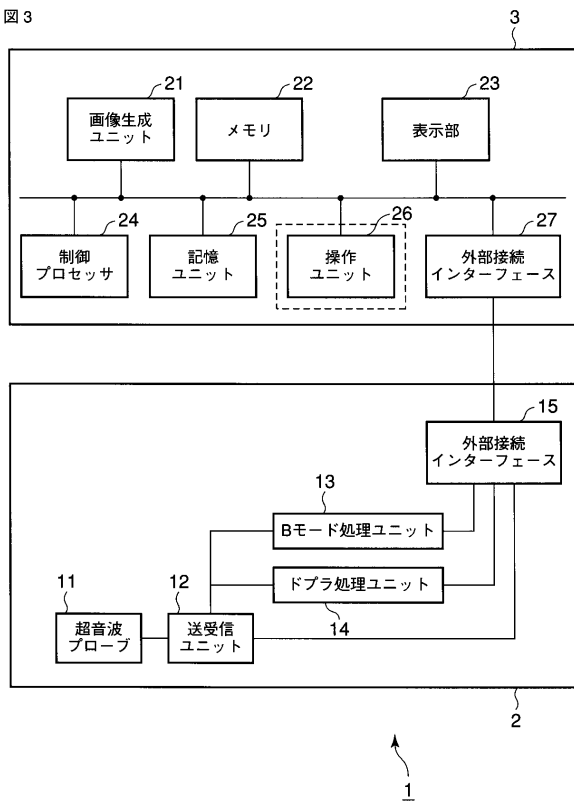 図3
3
21
22
23
画像生成
ユニット
メモリ
表示部
24
25
26
27
制御
プロセッサ
記憶
ユニット
操作
ユニット
外部接続
インターフェース
15
外部接続
インターフェース
13
Bモード処理ユニット
ドプラ処理ユニット
14
11
12
超音波
プローブ
送受信
ユニット
2
1